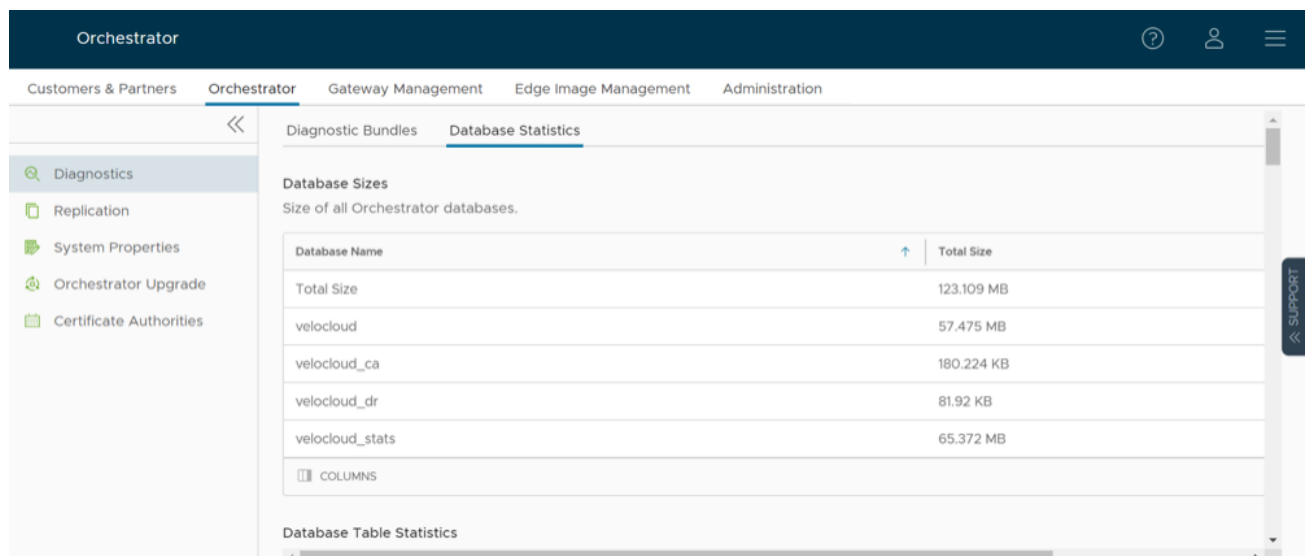 Orchestrator
Customers & Partners Orchestrator Gateway Management Edge Image Management Administration
Diagnostics
Replication
System Properties
Orchestrator Upgrade
Certificate Authorities
Diagnostic Bundles Database Statistics
Database Sizes
Size of all Orchestrator databases.
Database Name Total Size
Total Size 123.109 MB
velocloud 57.475 MB
velocloud_ca 180.224 KB
velocloud_dr 81.92 KB
velocloud_stats 65.372 MB
COLUMNS
Database Table Statistics
SUPPORT